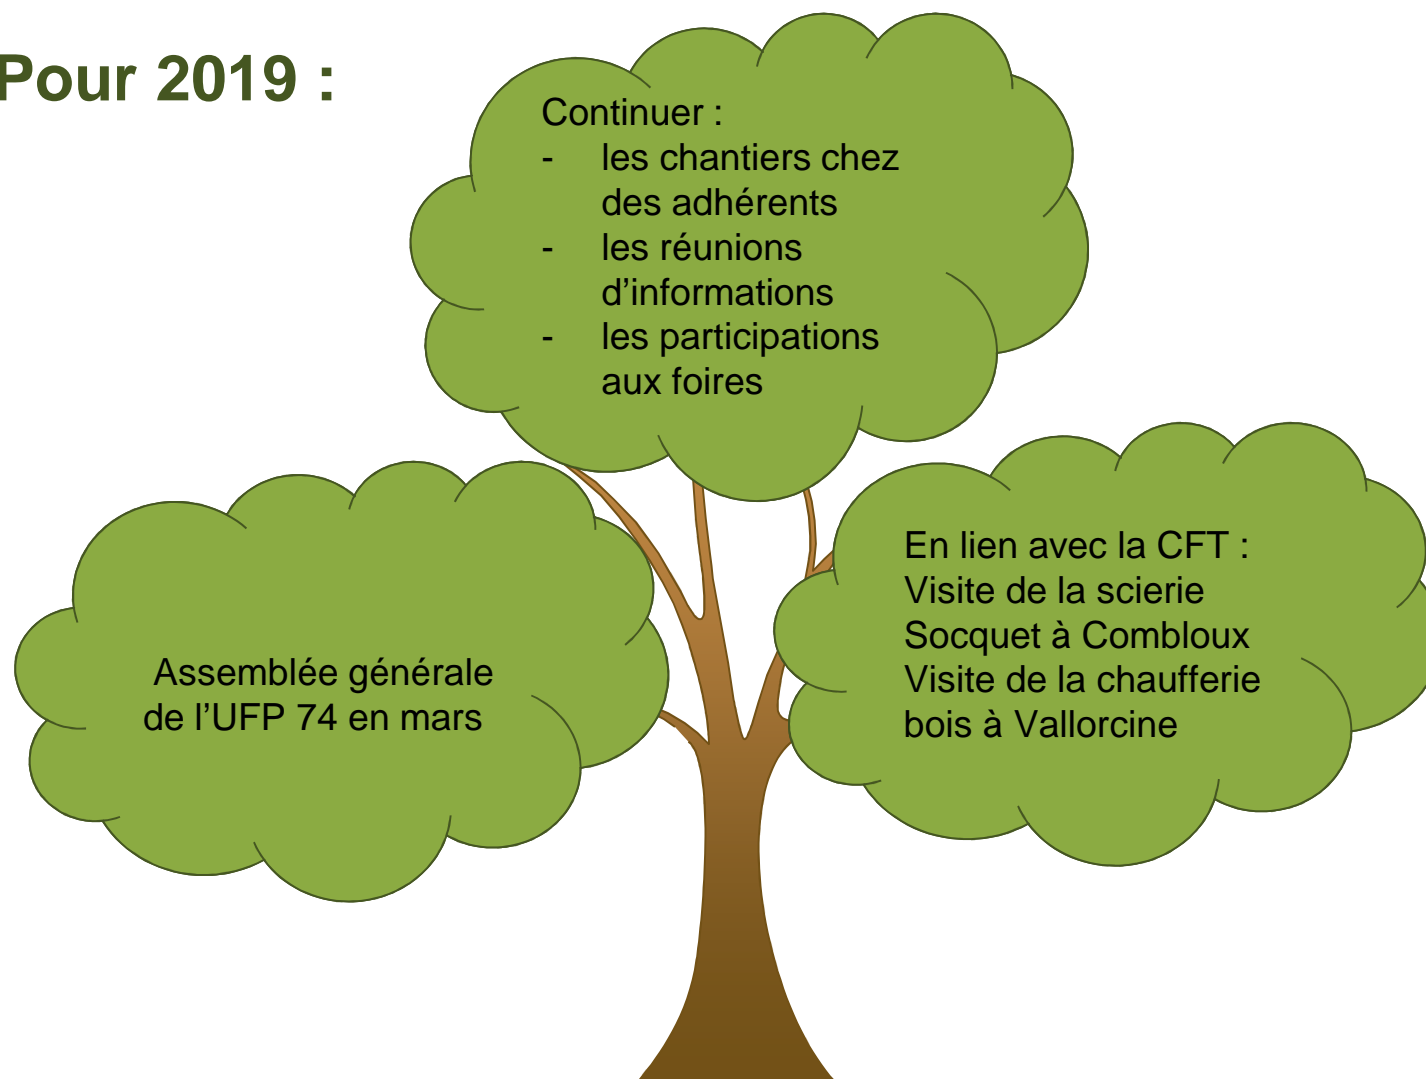 Pour 2019 :
Continuer :
- les chantiers chez
des adhérents
- les réunions
d’informations
- les participations
aux foires
Assemblée générale
de l’UFP 74 en mars
En lien avec la CFT :
Visite de la scierie
Socquet à Combloux
Visite de la chaufferie
bois à Vallorcine